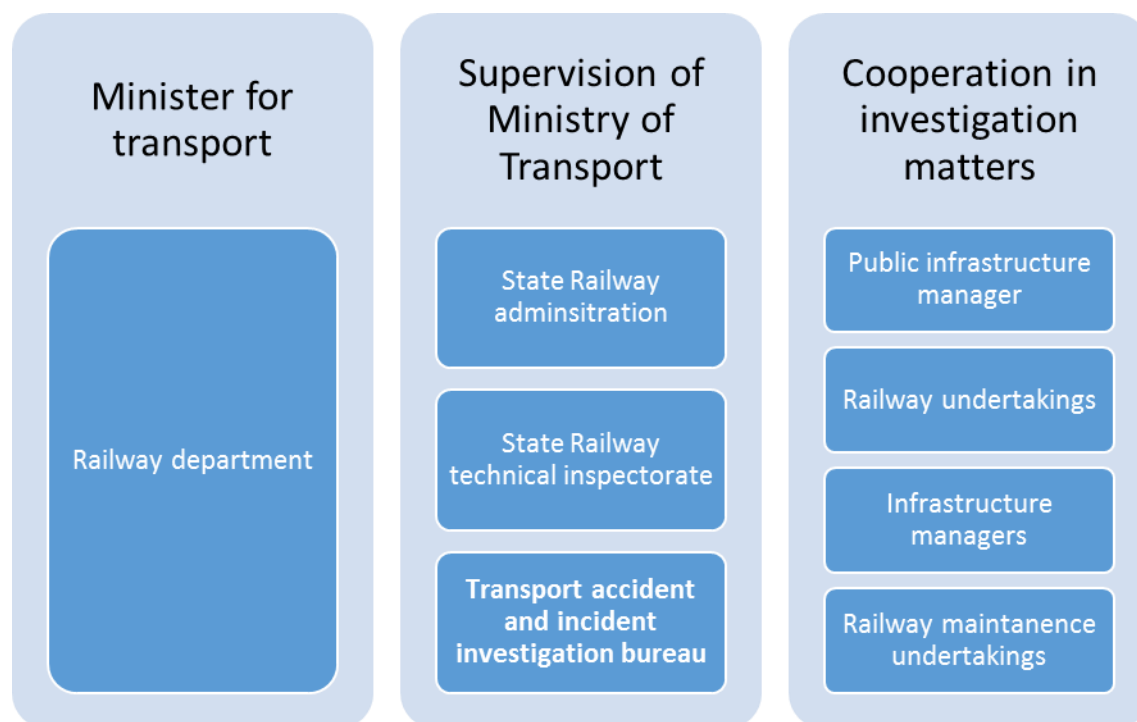 Minister for
transport
Railway department
Supervision of
Ministry of
Transport
State Railway
adminsitration
State Railway
technical inspectorate
Transport accident
and incident
investigation bureau
Cooperation in
investigation
matters
Public infrastructure
manager
Railway undertakings
Infrastructure
managers
Railway maintanence
undertakings